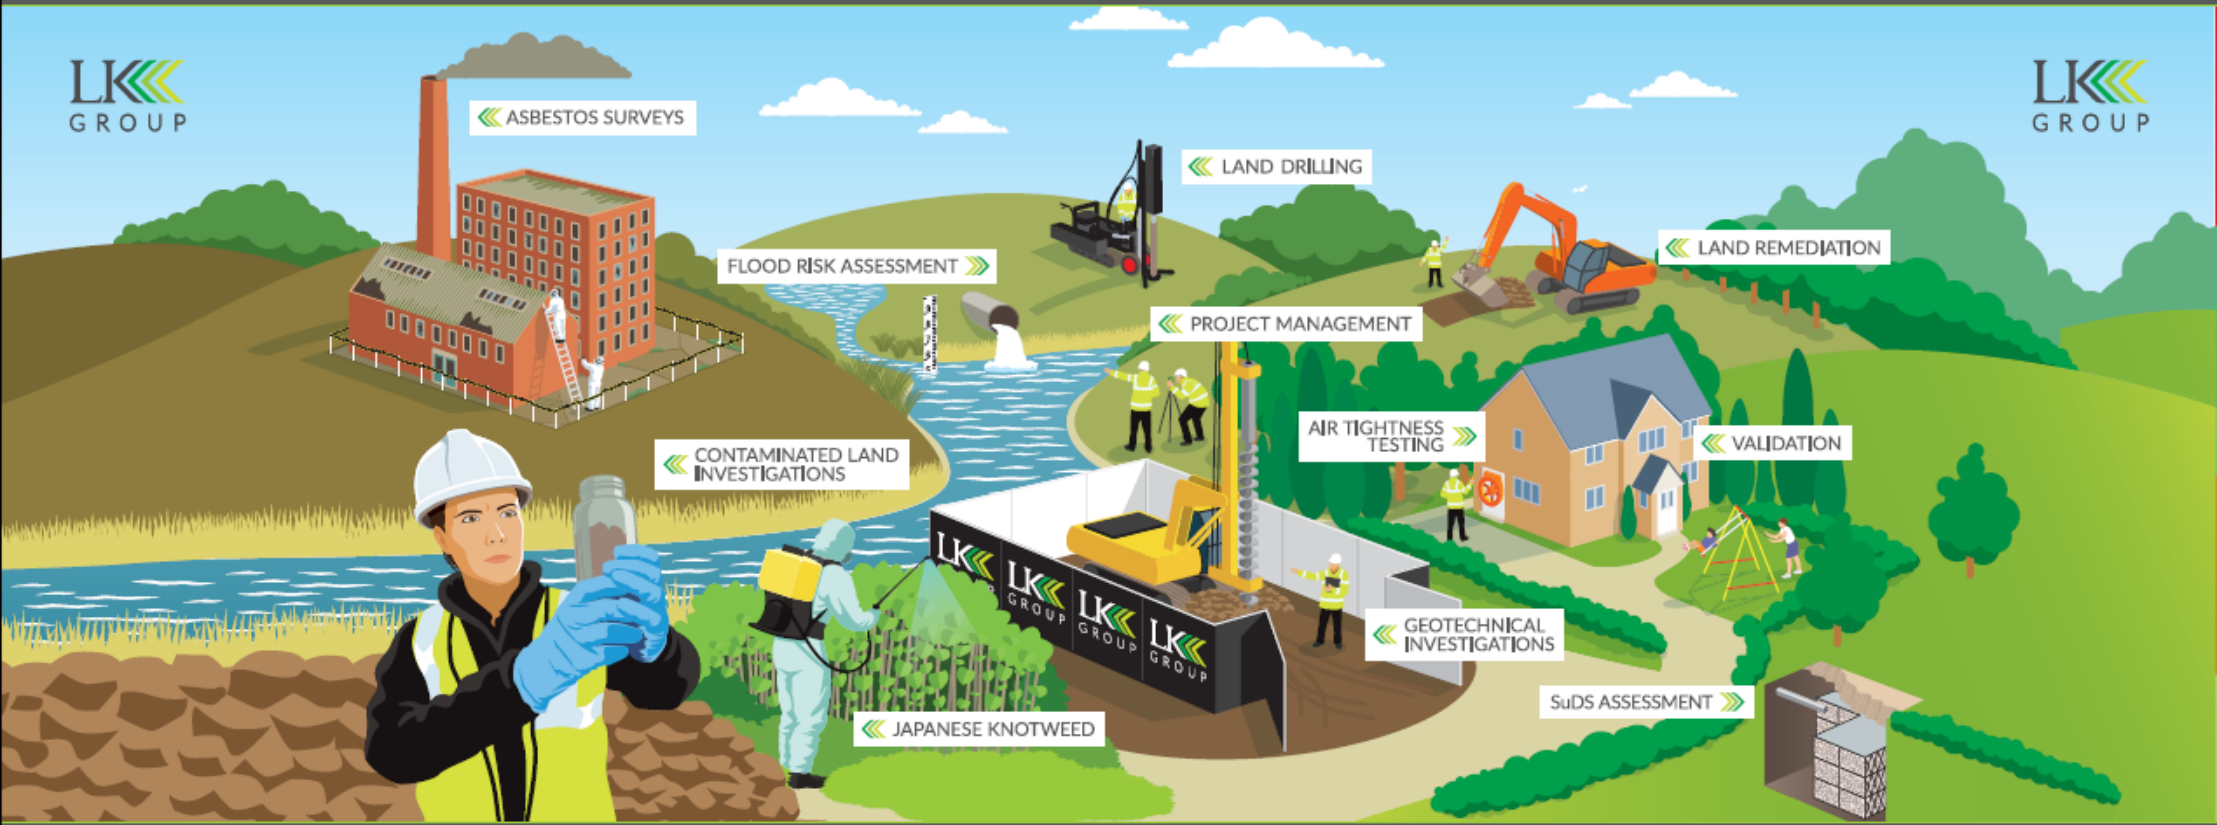 LK
GROUP
LK
GROUP
ASBESTOS SURVEYS
LAND DRILLING
LAND REMEDIATION
FLOOD RISK ASSESSMENT
PROJECT MANAGEMENT
AIR TIGHTNESS
TESTING
VALIDATION
CONTAMINATED LAND
INVESTIGATIONS
LK
LK
GROUP
LK
GROUP
LK
GROUP
GEOTECHNICAL
INVESTIGATIONS
SuDS ASSESSMENT
JAPANESE KNOTWEED